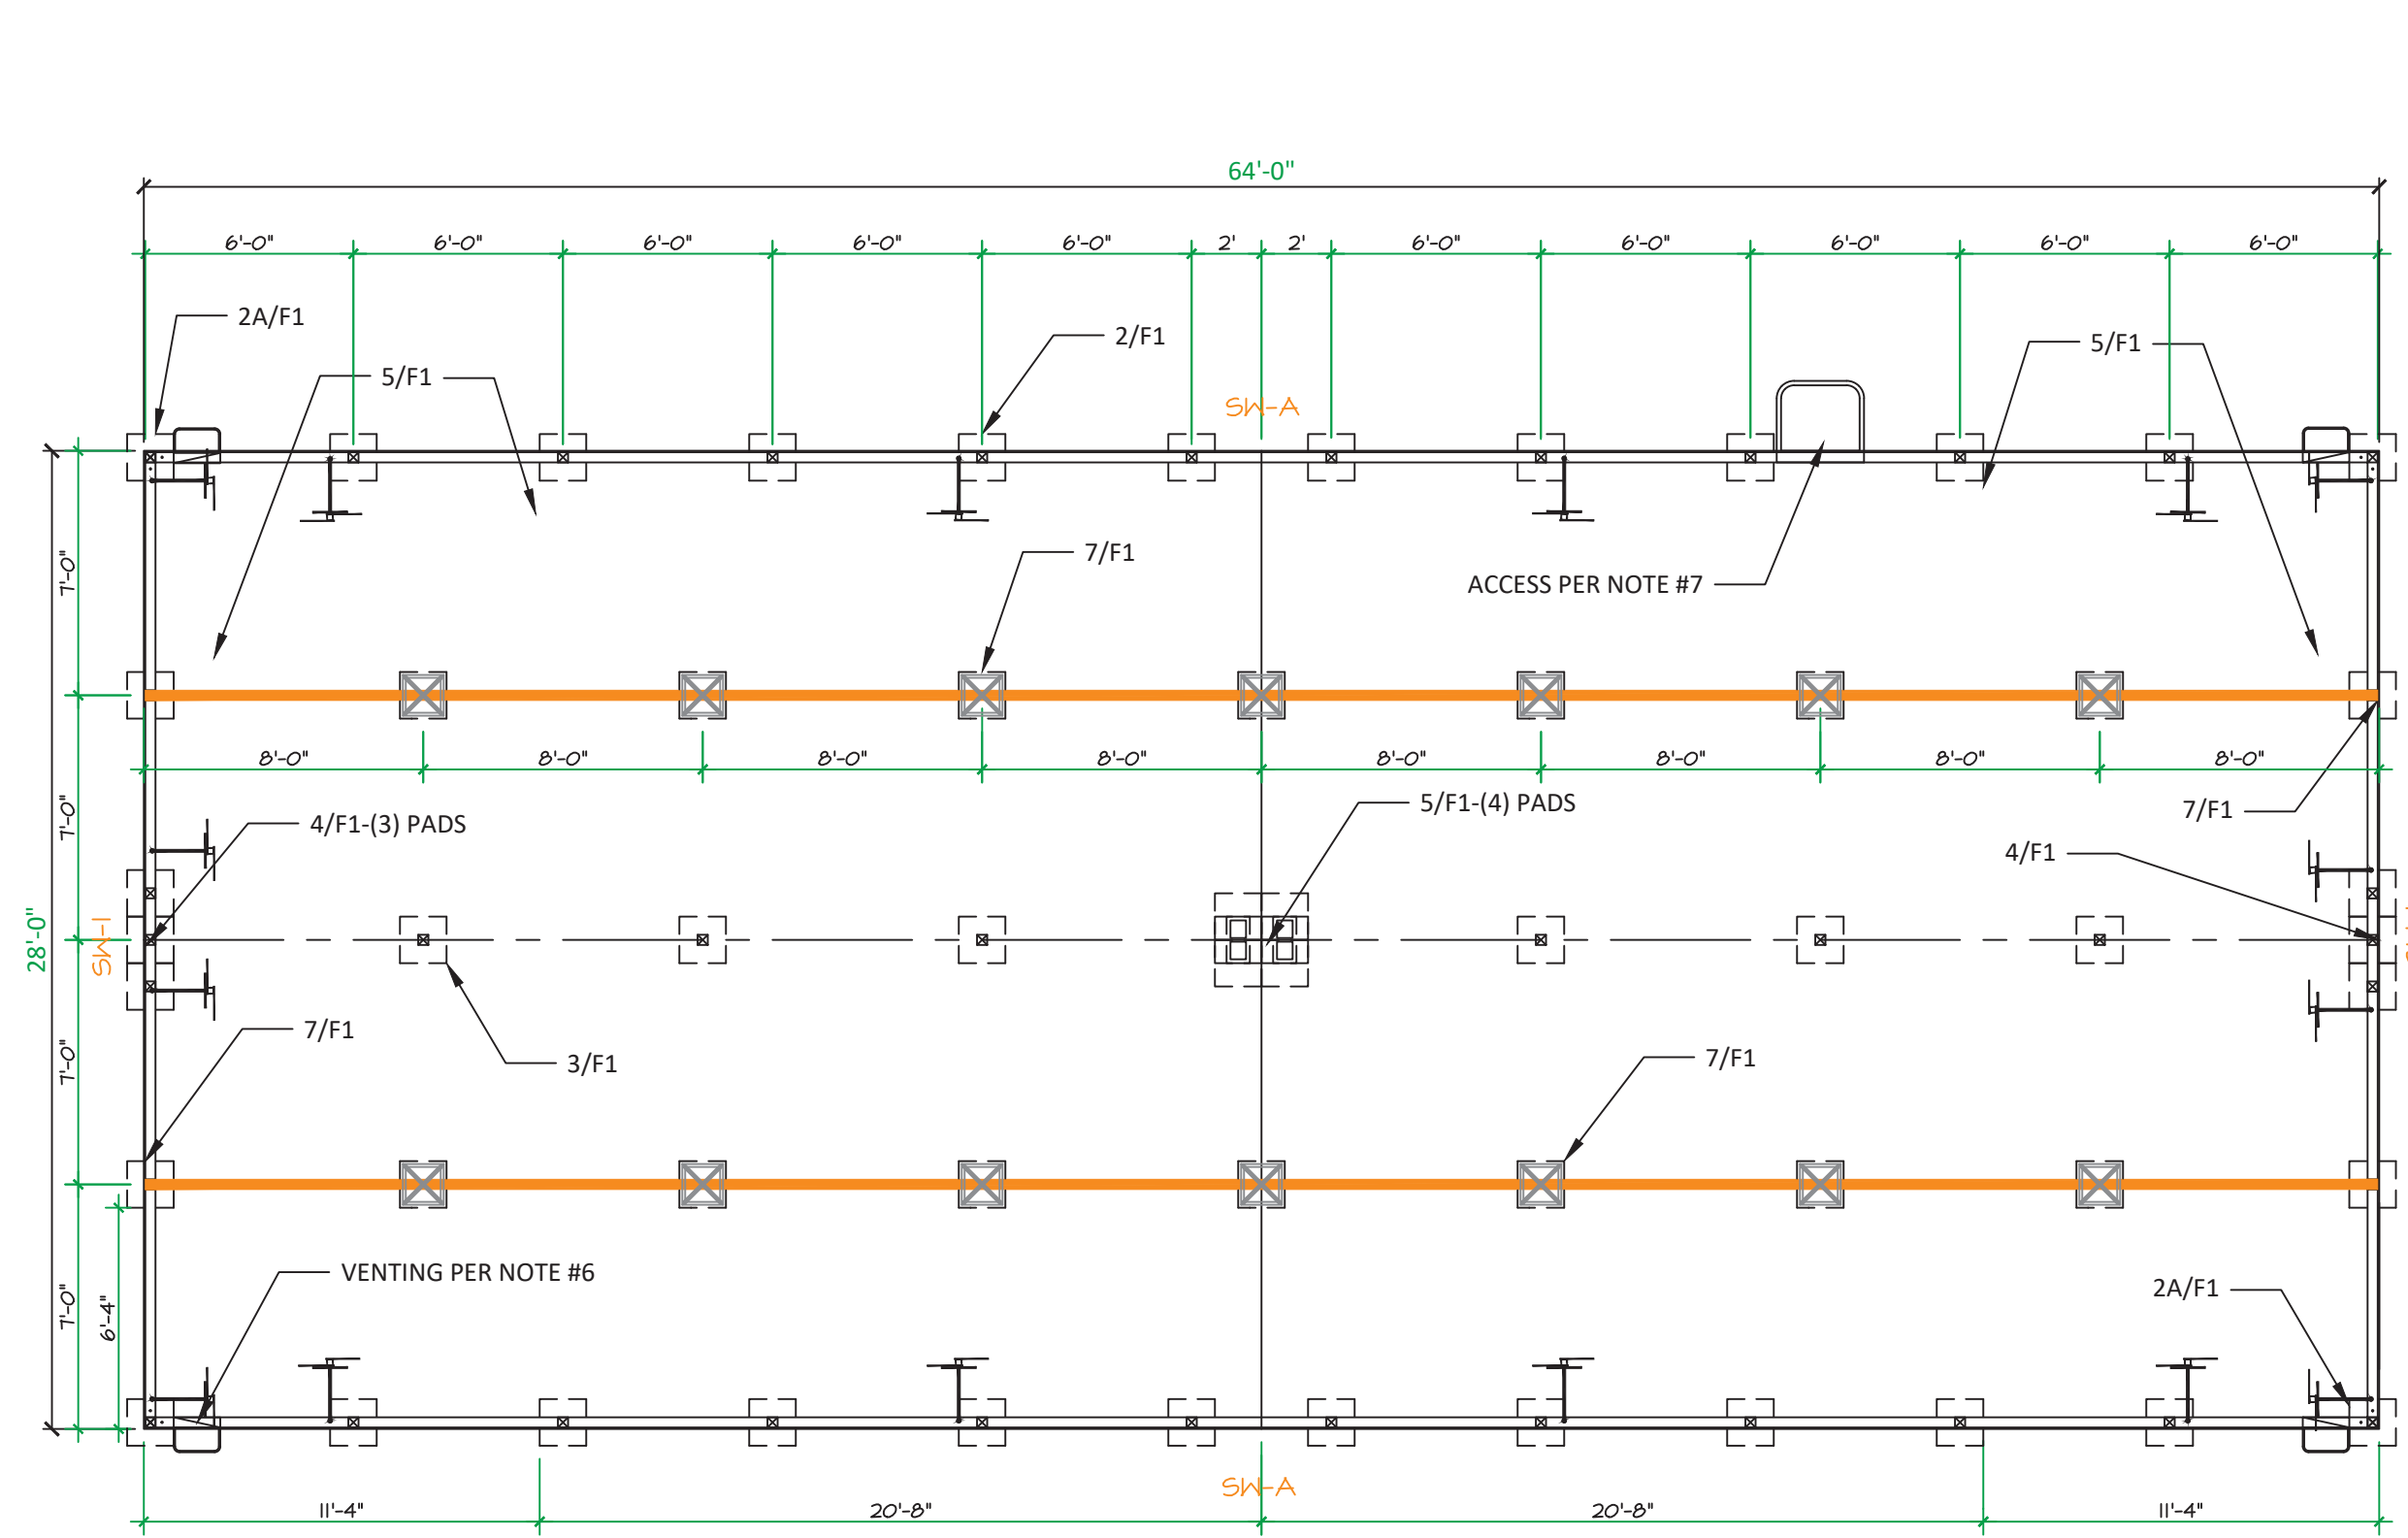 64'-0"
6'-0" 6'-0" 6'-0" 6'-0" 6'-0" 2' 2' 6'-0" 6'-0" 6'-0" 6'-0" 6'-0"
2A/F1
2/F1
5/F1
5/F1
SW-A
7/F1
7'-0"
ACCESS PER NOTE #7
8'-0" 8'-0" 8'-0" 8'-0" 8'-0" 8'-0" 8'-0" 8'-0"
5/F1-(4) PADS
7/F1
4/F1-(3) PADS
7'-0"
4/F1
28'-0"
SW-1
7/F1
3/F1
7'-0"
7/F1
VENTING PER NOTE #6
2A/F1
7'-0"
6'-4"
SW-A
11'-4" 20'-8" 20'-8" 11'-4"